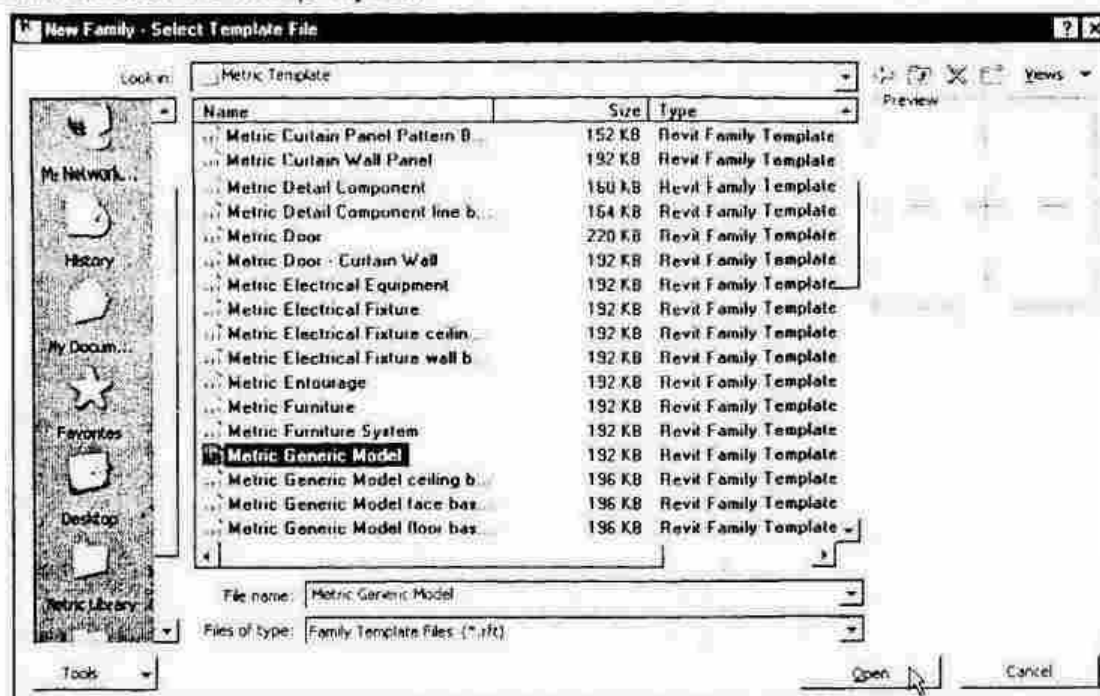 New Family - Select Template File
Look in: Metric Template Views
Preview
Name Size Type
Metric Curtain Panel Pattern B... 152 KB Revit Family Template
Metric Curtain Wall Panel 192 KB Revit Family Template
Metric Detail Component 160 KB Revit Family Template
Metric Detail Component line b... 164 KB Revit Family Template
Metric Door 220 KB Revit Family Template
Metric Door - Curtain Wall 192 KB Revit Family Template
Metric Electrical Equipment 192 KB Revit Family Template
Metric Electrical Fixture 192 KB Revit Family Template
Metric Electrical Fixture ceilin... 192 KB Revit Family Template
Metric Electrical Fixture wall b... 192 KB Revit Family Template
Metric Entourage 192 KB Revit Family Template
Metric Furniture 192 KB Revit Family Template
Metric Furniture System 192 KB Revit Family Template
Metric Generic Model 192 KB Revit Family Template
Metric Generic Model ceiling b... 196 KB Revit Family Template
Metric Generic Model face bas... 196 KB Revit Family Template
Metric Generic Model floor bas... 196 KB Revit Family Template
My Network...
History
My Docum...
Favorites
Desktop
Metric Library
File name: Metric Generic Model
Files of type: Family Template Files (*.rft)
Tools Open Cancel